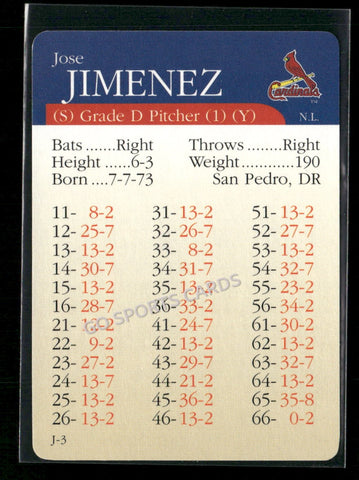 Jose
JIMENEZ
Cardinals
TM
(S) Grade D Pitcher (1) (Y) N.L.
Bats ......Right Throws .......Right
Height ......6-3 Weight ............190
Born ....7-7-73 San Pedro, DR
11- 8-2 31-13-2 51-13-2
12- 25-7 32-26-7 52-27-7
13- 13-2 33- 8-2 53-13-2
14- 30-7 34-31-7 54-32-7
15- 13-2 35-13-2 55-23-2
16- 28-7 36-33-2 56-34-2
21- 13-2 41-24-7 61-13-2
22- 9-2 42-13-2 62-13-2
23- 27-2 43-29-7 63-32-7
24- 13-7 44-21-2 64-22-2
25- 13-2 45-36-2 65- 35-8
26- 13-2 46-13-2 66- 0-2
J-3
GO SPORTS CARDS